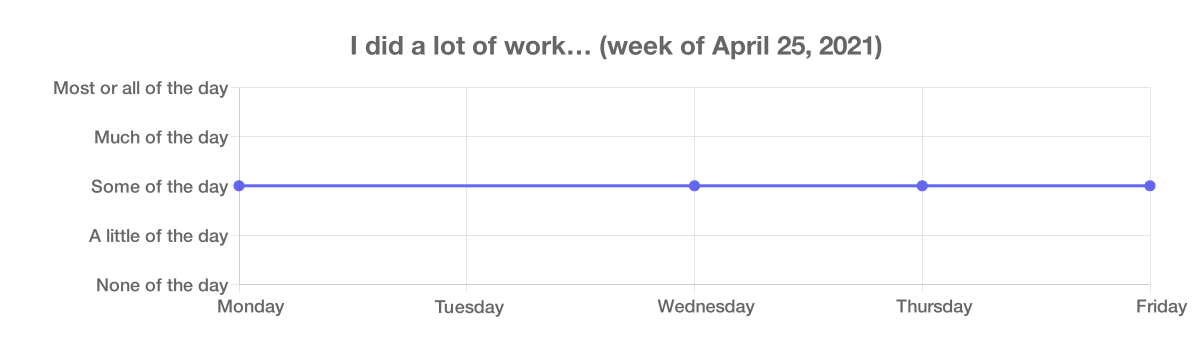 I did a lot of work… (week of April 25, 2021)
Most or all of the day
Much of the day
Some of the day
A little of the day
None of the day
Monday Tuesday Wednesday Thursday Friday